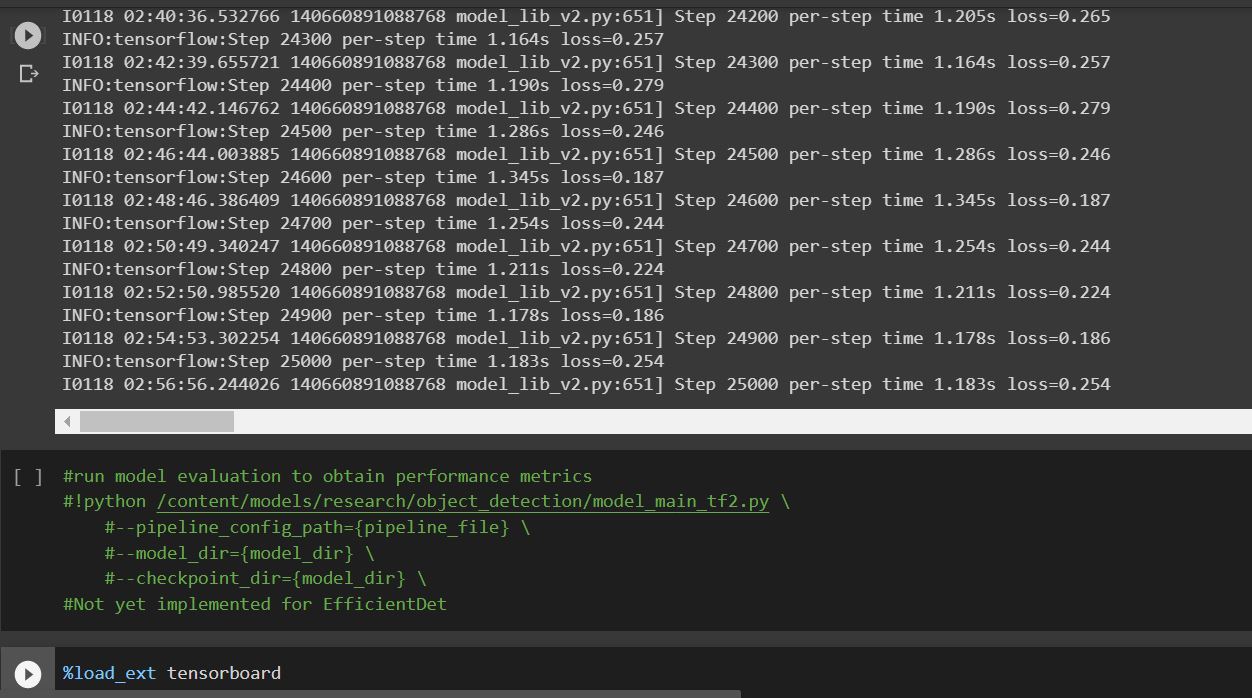 I0118 02:40:36.532766 140660891088768 model_lib_v2.py:651] Step 24200 per-step time 1.205s loss=0.265
INFO:tensorflow:Step 24300 per-step time 1.164s loss=0.257
I0118 02:42:39.655721 140660891088768 model_lib_v2.py:651] Step 24300 per-step time 1.164s loss=0.257
INFO:tensorflow:Step 24400 per-step time 1.190s loss=0.279
I0118 02:44:42.146762 140660891088768 model_lib_v2.py:651] Step 24400 per-step time 1.190s loss=0.279
INFO:tensorflow:Step 24500 per-step time 1.286s loss=0.246
I0118 02:46:44.003885 140660891088768 model_lib_v2.py:651] Step 24500 per-step time 1.286s loss=0.246
INFO:tensorflow:Step 24600 per-step time 1.345s loss=0.187
I0118 02:48:46.386409 140660891088768 model_lib_v2.py:651] Step 24600 per-step time 1.345s loss=0.187
INFO:tensorflow:Step 24700 per-step time 1.254s loss=0.244
I0118 02:50:49.340247 140660891088768 model_lib_v2.py:651] Step 24700 per-step time 1.254s loss=0.244
INFO:tensorflow:Step 24800 per-step time 1.211s loss=0.224
I0118 02:52:50.985520 140660891088768 model_lib_v2.py:651] Step 24800 per-step time 1.211s loss=0.224
INFO:tensorflow:Step 24900 per-step time 1.178s loss=0.186
I0118 02:54:53.302254 140660891088768 model_lib_v2.py:651] Step 24900 per-step time 1.178s loss=0.186
INFO:tensorflow:Step 25000 per-step time 1.183s loss=0.254
I0118 02:56:56.244026 140660891088768 model_lib_v2.py:651] Step 25000 per-step time 1.183s loss=0.254
[ ] #run model evaluation to obtain performance metrics
#!python /content/models/research/object_detection/model_main_tf2.py \
#--pipeline_config_path={pipeline_file} \
#--model_dir={model_dir} \
#--checkpoint_dir={model_dir} \
#Not yet implemented for EfficientDet
%load_ext tensorboard